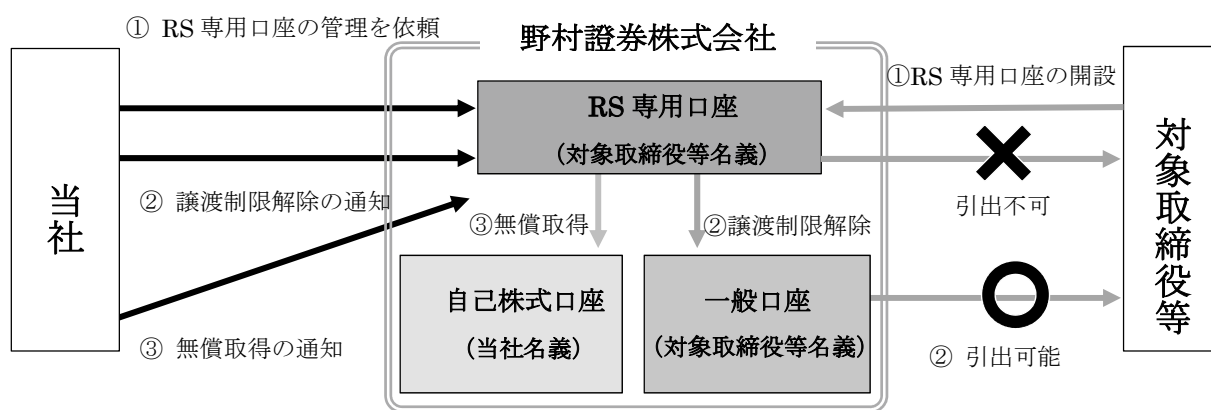 ① RS 専用口座の管理を依頼
野村證券株式会社
①RS 専用口座の開設
RS 専用口座
(対象取締役等名義)
当社
対象取締役等
② 譲渡制限解除の通知
引出不可
③無償取得
②譲渡制限解除
自己株式口座
(当社名義)
一般口座
(対象取締役等名義)
③ 無償取得の通知
② 引出可能